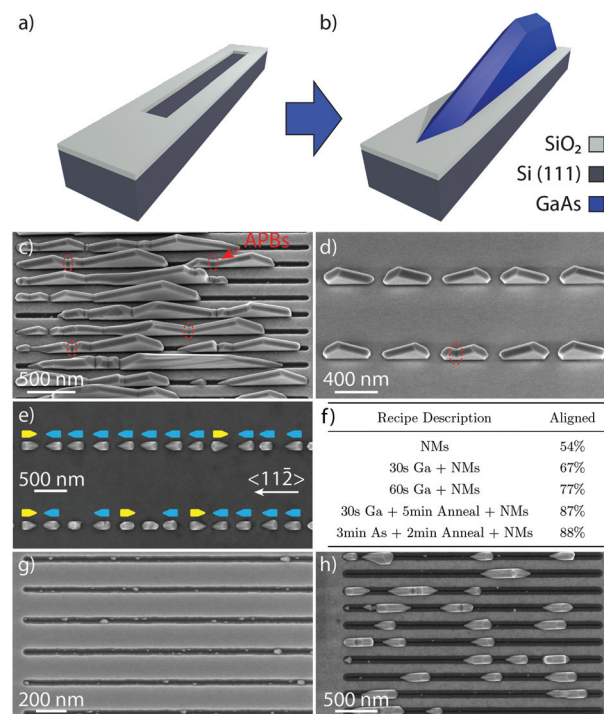 a)
b)
SiO₂
Si (111)
GaAs
c)
APBs
500 nm
d)
400 nm
e)
500 nm
<112̄>
f)
Recipe Description Aligned
NMs 54%
30s Ga + NMs 67%
60s Ga + NMs 77%
30s Ga + 5min Anneal + NMs 87%
3min As + 2min Anneal + NMs 88%
g)
200 nm
h)
500 nm